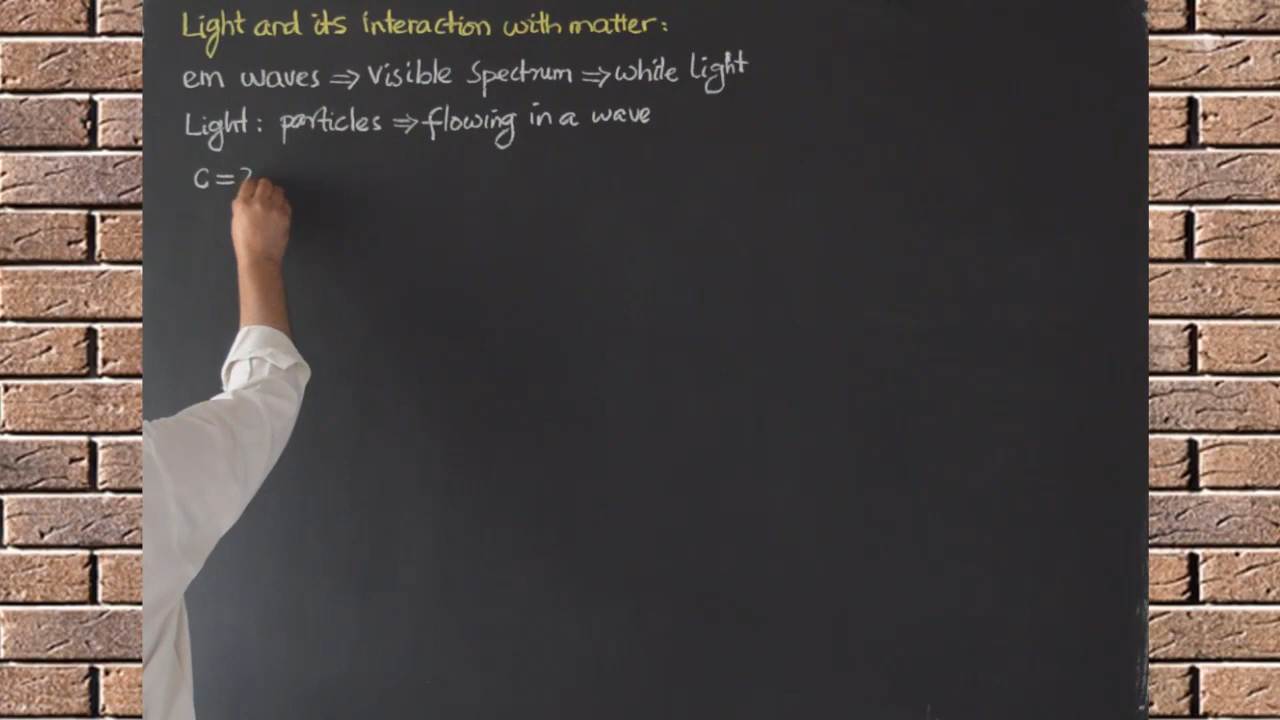 Light and its interaction with matter:
em waves ⇒ Visible Spectrum ⇒ white light
Light: particles ⇒ flowing in a wave
C =